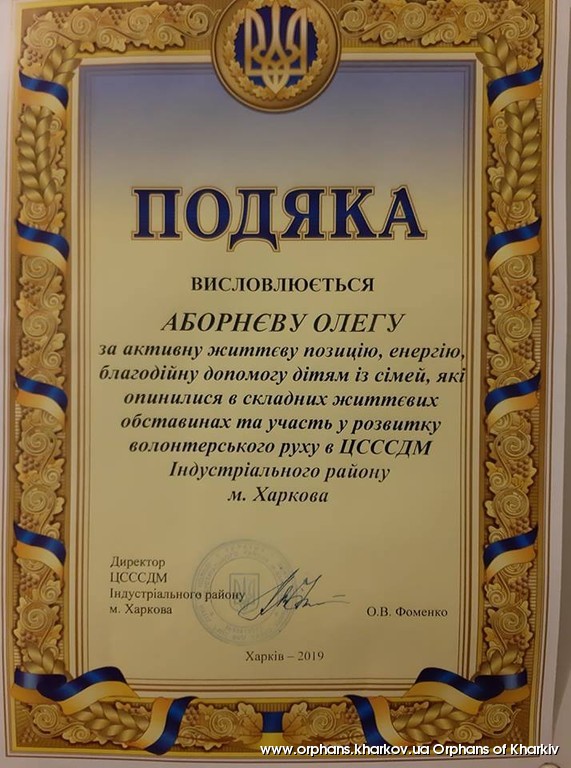 ПОДЯКА
ВИСЛОВЛЮЄТЬСЯ
АБОРНЄВУ ОЛЕГУ
за активну життєву позицію, енергію,
благодійну допомогу дітям із сімей, які
опинилися в складних життєвих
обставинах та участь у розвитку
волонтерського руху в ЦСССДМ
Індустріального району
м. Харкова
Директор
ЦСССДМ
Індустріального району
м. Харкова
О.В. Фоменко
Харків – 2019
www.orphans.kharkov.ua Orphans of Kharkiv